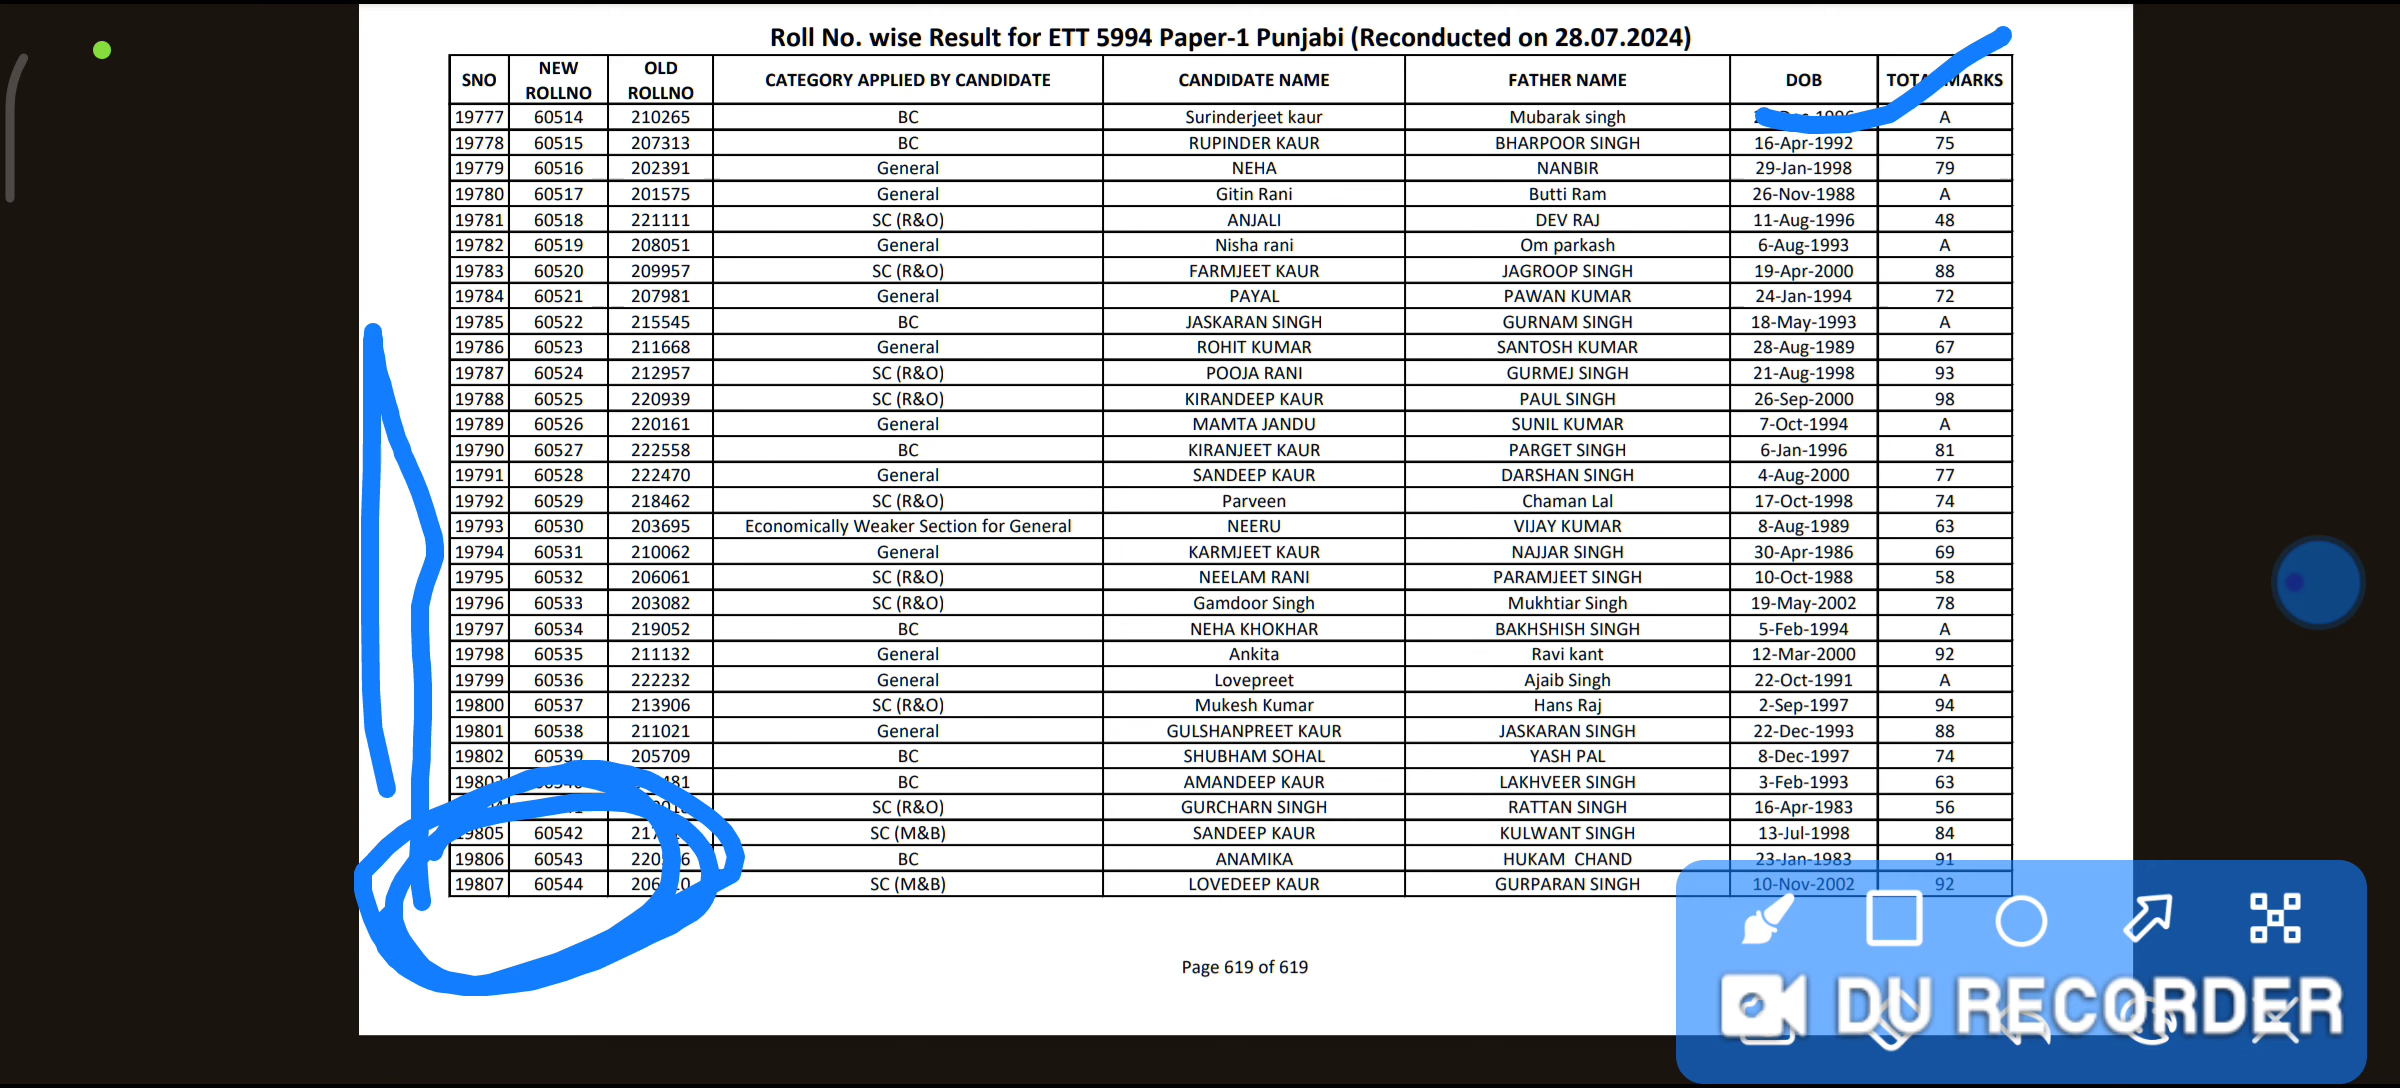 Roll No. wise Result for ETT 5994 Paper-1 Punjabi (Reconducted on 28.07.2024)
SNO NEW ROLLNO OLD ROLLNO CATEGORY APPLIED BY CANDIDATE CANDIDATE NAME FATHER NAME DOB TOTAL MARKS
19777 60514 210265 BC Surinderjeet kaur Mubarak singh A
19778 60515 207313 BC RUPINDER KAUR BHARPOOR SINGH 16-Apr-1992 75
19779 60516 202391 General NEHA NANBIR 29-Jan-1998 79
19780 60517 201575 General Gitin Rani Butti Ram 26-Nov-1988 A
19781 60518 221111 SC (R&O) ANJALI DEV RAJ 11-Aug-1996 48
19782 60519 208051 General Nisha rani Om parkash 6-Aug-1993 A
19783 60520 209957 SC (R&O) FARMJEET KAUR JAGROOP SINGH 19-Apr-2000 88
19784 60521 207981 General PAYAL PAWAN KUMAR 24-Jan-1994 72
19785 60522 215545 BC JASKARAN SINGH GURNAM SINGH 18-May-1993 A
19786 60523 211668 General ROHIT KUMAR SANTOSH KUMAR 28-Aug-1989 67
19787 60524 212957 SC (R&O) POOJA RANI GURMEJ SINGH 21-Aug-1998 93
19788 60525 220939 SC (R&O) KIRANDEEP KAUR PAUL SINGH 26-Sep-2000 98
19789 60526 220161 General MAMTA JANDU SUNIL KUMAR 7-Oct-1994 A
19790 60527 222558 BC KIRANJEET KAUR PARGET SINGH 6-Jan-1996 81
19791 60528 222470 General SANDEEP KAUR DARSHAN SINGH 4-Aug-2000 77
19792 60529 218462 SC (R&O) Parveen Chaman Lal 17-Oct-1998 74
19793 60530 203695 Economically Weaker Section for General NEERU VIJAY KUMAR 8-Aug-1989 63
19794 60531 210062 General KARMJEET KAUR NAJJAR SINGH 30-Apr-1986 69
19795 60532 206061 SC (R&O) NEELAM RANI PARAMJEET SINGH 10-Oct-1988 58
19796 60533 203082 SC (R&O) Gamdoor Singh Mukhtiar Singh 19-May-2002 78
19797 60534 219052 BC NEHA KHOKHAR BAKHSHISH SINGH 5-Feb-1994 A
19798 60535 211132 General Ankita Ravi kant 12-Mar-2000 92
19799 60536 222232 General Lovepreet Ajaib Singh 22-Oct-1991 A
19800 60537 213906 SC (R&O) Mukesh Kumar Hans Raj 2-Sep-1997 94
19801 60538 211021 General GULSHANPREET KAUR JASKARAN SINGH 22-Dec-1993 88
19802 60539 205709 BC SHUBHAM SOHAL YASH PAL 8-Dec-1997 74
BC AMANDEEP KAUR LAKHVEER SINGH 3-Feb-1993 63
SC (R&O) GURCHARN SINGH RATTAN SINGH 16-Apr-1983 56
19805 60542 SC (M&B) SANDEEP KAUR KULWANT SINGH 13-Jul-1998 84
19806 60543 BC ANAMIKA HUKAM CHAND 23-Jan-1983 91
19807 60544 SC (M&B) LOVEDEEP KAUR GURPARAN SINGH 10-Nov-2002 92
Page 619 of 619
DU RECORDER